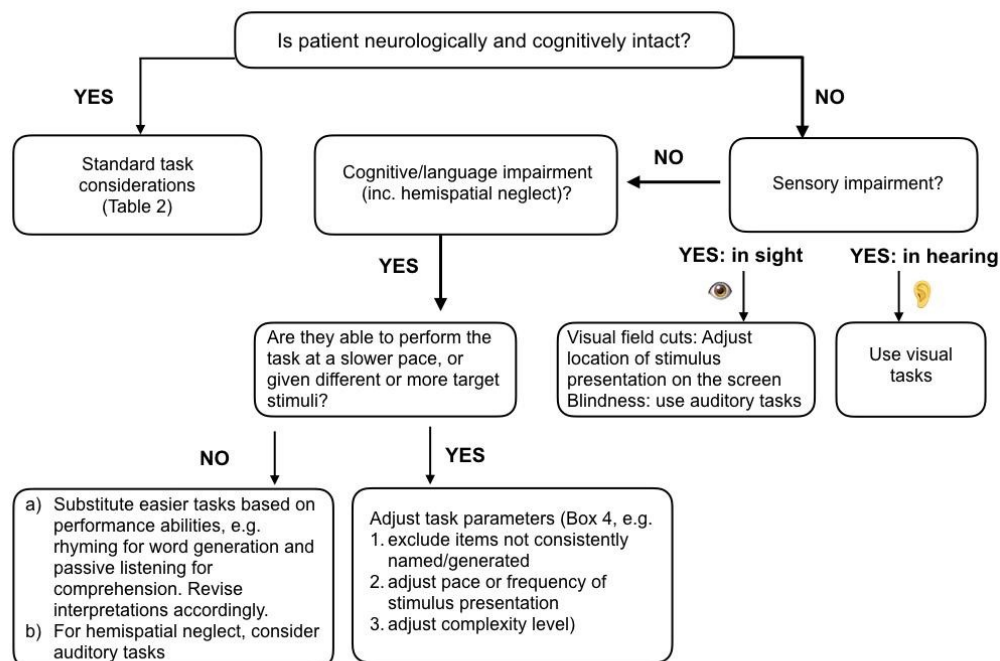 Is patient neurologically and cognitively intact?
YES
NO
Standard task
considerations
(Table 2)
Cognitive/language impairment
(inc. hemispatial neglect)?
NO
Sensory impairment?
YES
YES: in sight
YES: in hearing
Are they able to perform the
task at a slower pace, or
given different or more target
stimuli?
Visual field cuts: Adjust
location of stimulus
presentation on the screen
Blindness: use auditory tasks
Use visual
tasks
NO
YES
a) Substitute easier tasks based on
performance abilities, e.g.
rhyming for word generation and
passive listening for
comprehension. Revise
interpretations accordingly.
b) For hemispatial neglect, consider
auditory tasks
Adjust task parameters (Box 4, e.g.
1. exclude items not consistently
named/generated
2. adjust pace or frequency of
stimulus presentation
3. adjust complexity level)